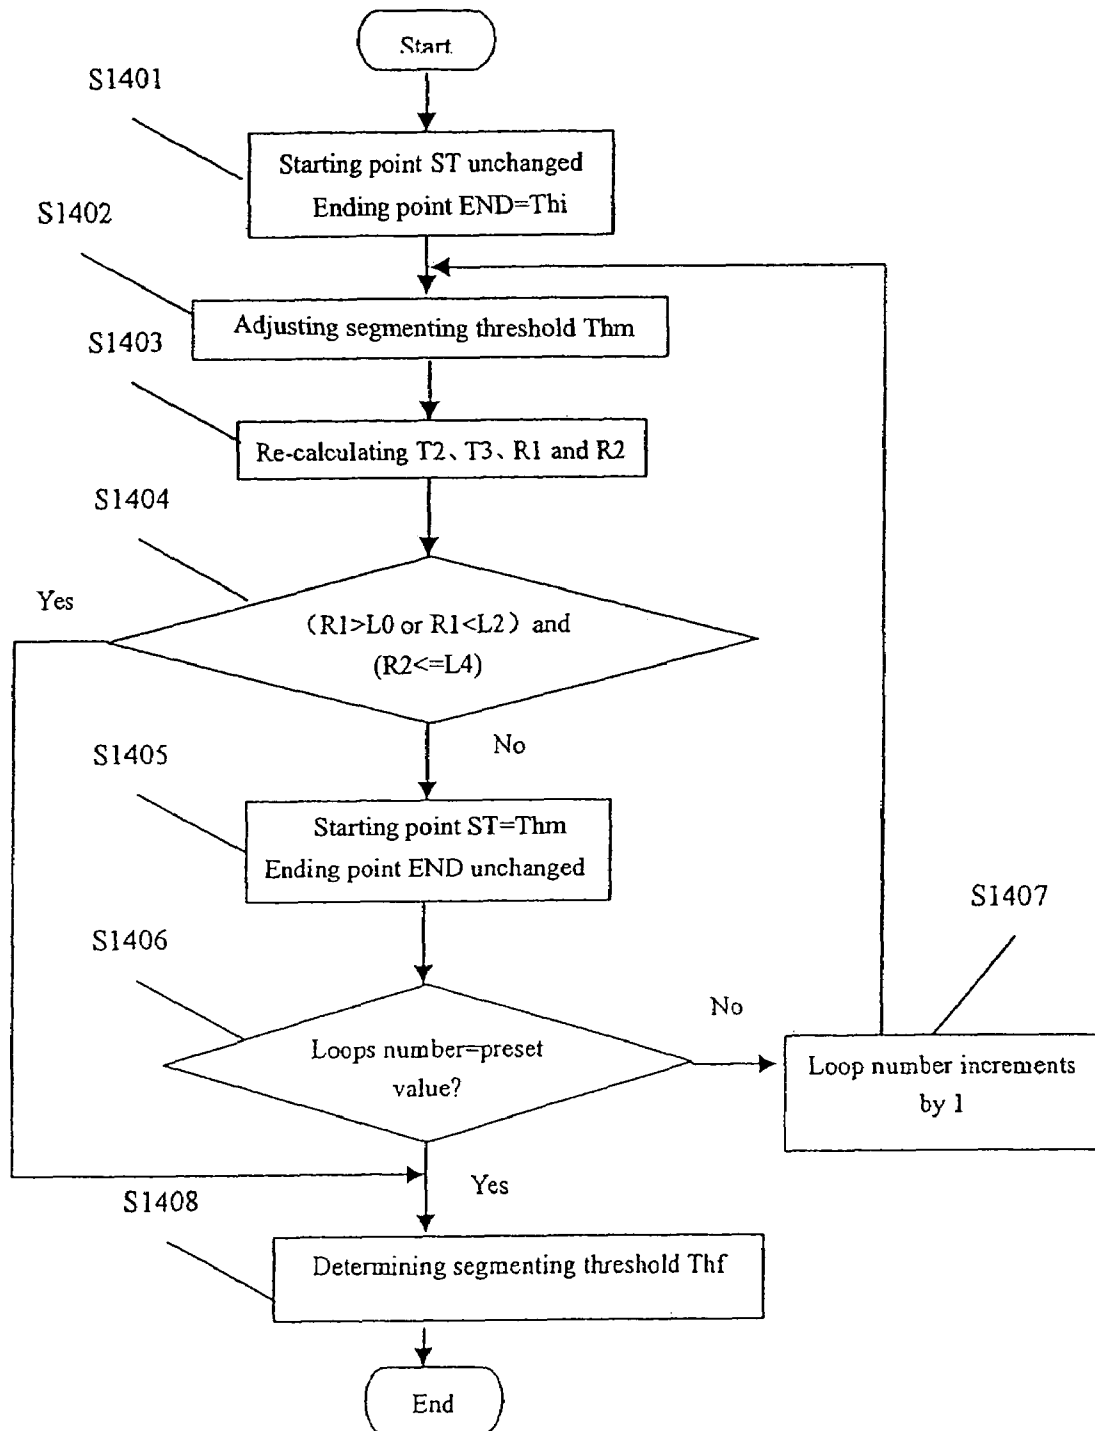 Start
S1401
Starting point ST unchanged
Ending point END=Thi
S1402
Adjusting segmenting threshold Thm
S1403
Re-calculating T2、T3、R1 and R2
S1404
Yes
（R1>L0 or R1<L2）and
(R2<=L4)
No
S1405
Starting point ST=Thm
Ending point END unchanged
S1406
S1407
No
Loops number=preset
value?
Loop number increments
by 1
Yes
S1408
Determining segmenting threshold Thf
End